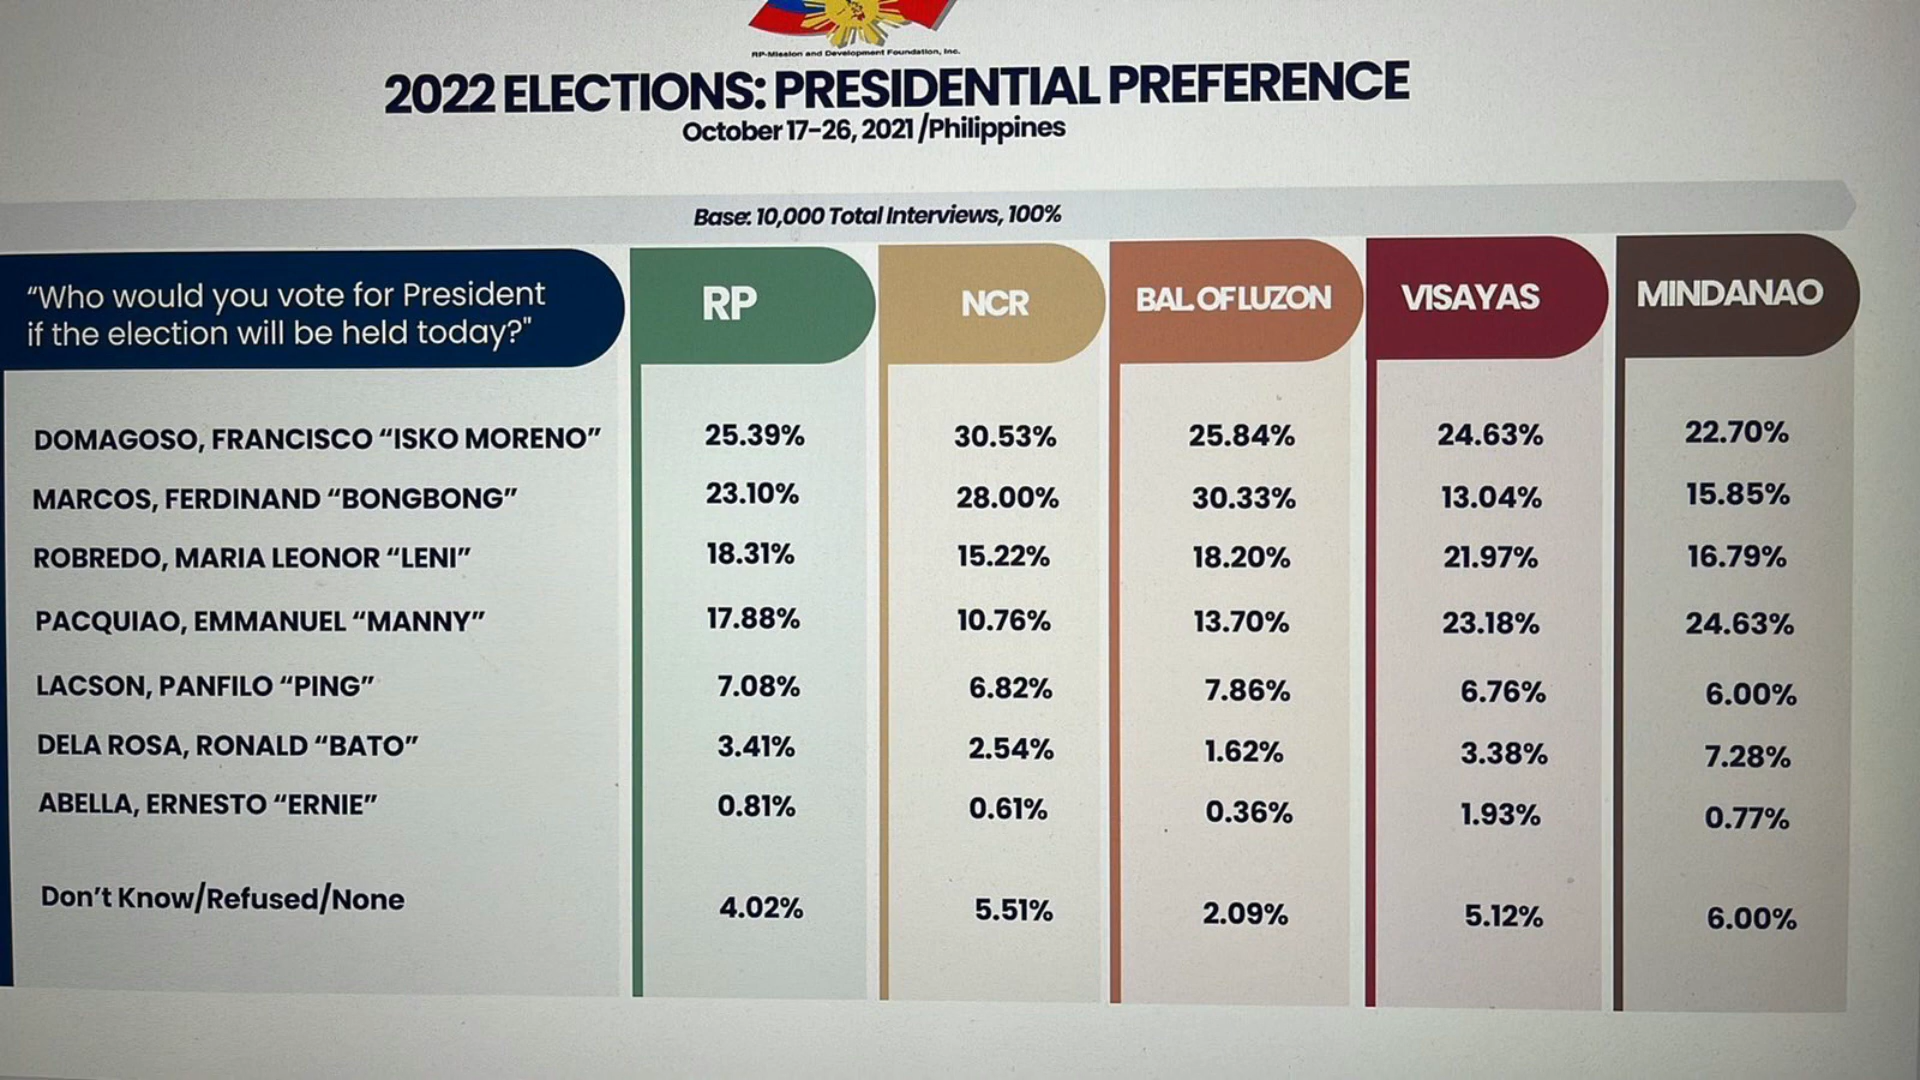 RP-Mission and Development Foundation, Inc.
2022 ELECTIONS: PRESIDENTIAL PREFERENCE
October 17-26, 2021 /Philippines
Base: 10,000 Total Interviews, 100%
“Who would you vote for President
if the election will be held today?"
RP NCR BAL OF LUZON VISAYAS MINDANAO
DOMAGOSO, FRANCISCO “ISKO MORENO” 25.39% 30.53% 25.84% 24.63% 22.70%
MARCOS, FERDINAND “BONGBONG” 23.10% 28.00% 30.33% 13.04% 15.85%
ROBREDO, MARIA LEONOR “LENI” 18.31% 15.22% 18.20% 21.97% 16.79%
PACQUIAO, EMMANUEL “MANNY” 17.88% 10.76% 13.70% 23.18% 24.63%
LACSON, PANFILO “PING” 7.08% 6.82% 7.86% 6.76% 6.00%
DELA ROSA, RONALD “BATO” 3.41% 2.54% 1.62% 3.38% 7.28%
ABELLA, ERNESTO “ERNIE” 0.81% 0.61% 0.36% 1.93% 0.77%
Don’t Know/Refused/None 4.02% 5.51% 2.09% 5.12% 6.00%